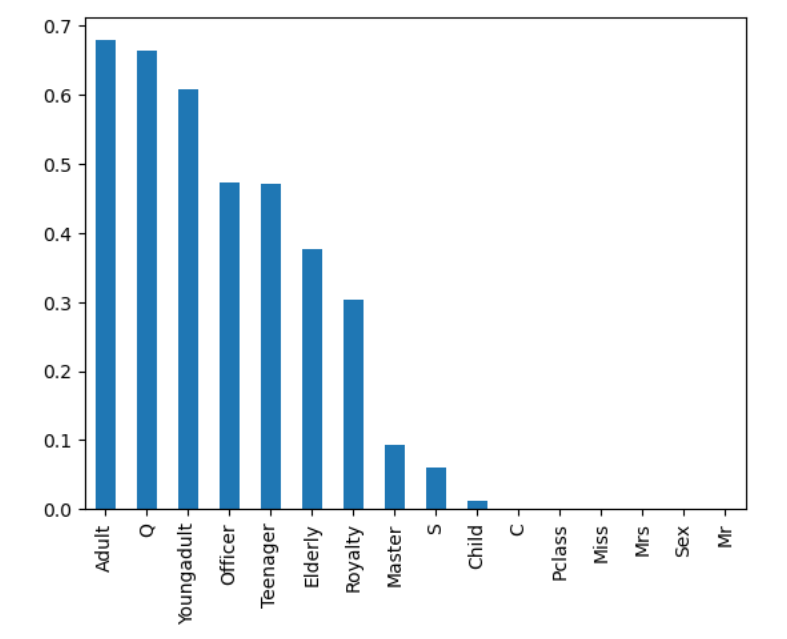 0.7
0.6
0.5
0.4
0.3
0.2
0.1
0.0
Adult
Q
Youngadult
Officer
Teenager
Elderly
Royalty
Master
S
Child
C
Pclass
Miss
Mrs
Sex
Mr